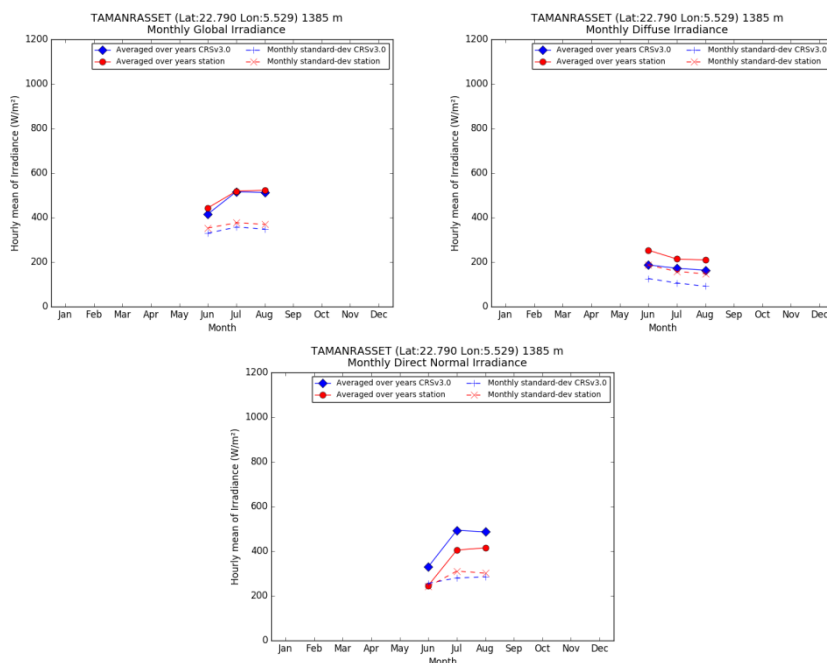 TAMANRASSET (Lat:22.790 Lon:5.529) 1385 m
Monthly Global Irradiance
Averaged over years CRSv3.0
Averaged over years station
Monthly standard-dev CRSv3.0
Monthly standard-dev station
Hourly mean of Irradiance (W/m²)
1200
1000
800
600
400
200
0
Jan Feb Mar Apr May Jun Jul Aug Sep Oct Nov Dec
Month
TAMANRASSET (Lat:22.790 Lon:5.529) 1385 m
Monthly Diffuse Irradiance
Averaged over years CRSv3.0
Averaged over years station
Monthly standard-dev CRSv3.0
Monthly standard-dev station
Hourly mean of Irradiance (W/m²)
1200
1000
800
600
400
200
0
Jan Feb Mar Apr May Jun Jul Aug Sep Oct Nov Dec
Month
TAMANRASSET (Lat:22.790 Lon:5.529) 1385 m
Monthly Direct Normal Irradiance
Averaged over years CRSv3.0
Averaged over years station
Monthly standard-dev CRSv3.0
Monthly standard-dev station
Hourly mean of Irradiance (W/m²)
1200
1000
800
600
400
200
0
Jan Feb Mar Apr May Jun Jul Aug Sep Oct Nov Dec
Month